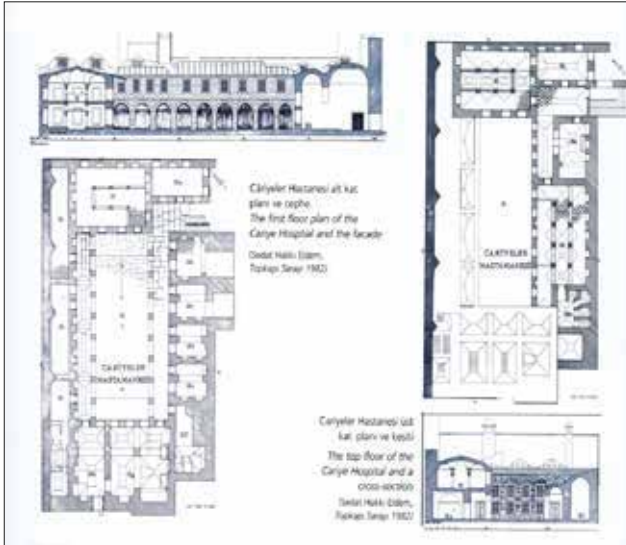 Cariyeler Hastanesi alt kat
planı ve cephe.
The first floor plan of the
Cariye Hospital and the facade
(Sedat Hakkı Eldem,
Topkapı Sarayı 1982)
CARİYELER
HASTAHANESİ
CARİYELER
HASTAHANESİ
Cariyeler Hastanesi üst
kat planı ve kesiti
The top floor of the
Cariye Hospital and a
cross-section
(Sedat Hakkı Eldem,
Topkapı Sarayı 1982)